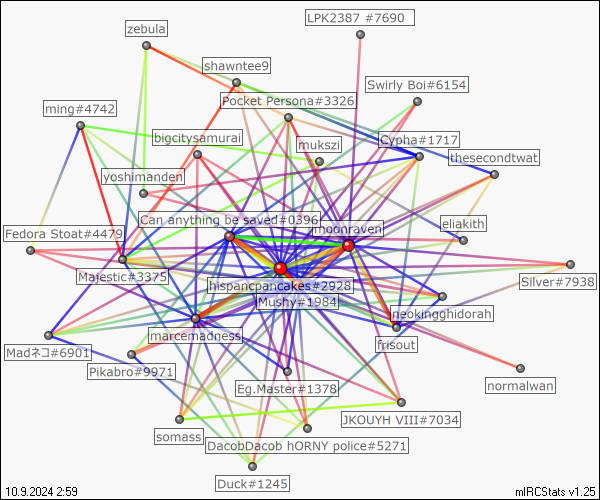 LPK2387 #7690
zebula
shawntee9
Swirly Boi#6154
Pocket Persona#3326
ming#4742
bigcitysamurai
mukszi
Cypha#1717
thesecondtwat
yoshimanden
Can anything be saved#0396
jhoonraven
eliakith
Fedora Stoat#4479
Majestic#3375
hispancpancakes#2928
Silver#7938
Mushy#1984
neokingghidorah
marcemadness
frisout
Madネコ#6901
Pikabro#9971
Eg.Master#1378
normalwan
JKOUYH VIII#7034
somass
DacobDacob hORNY police#5271
Duck#1245
10.9.2024 2:59
mIRCStats v1.25